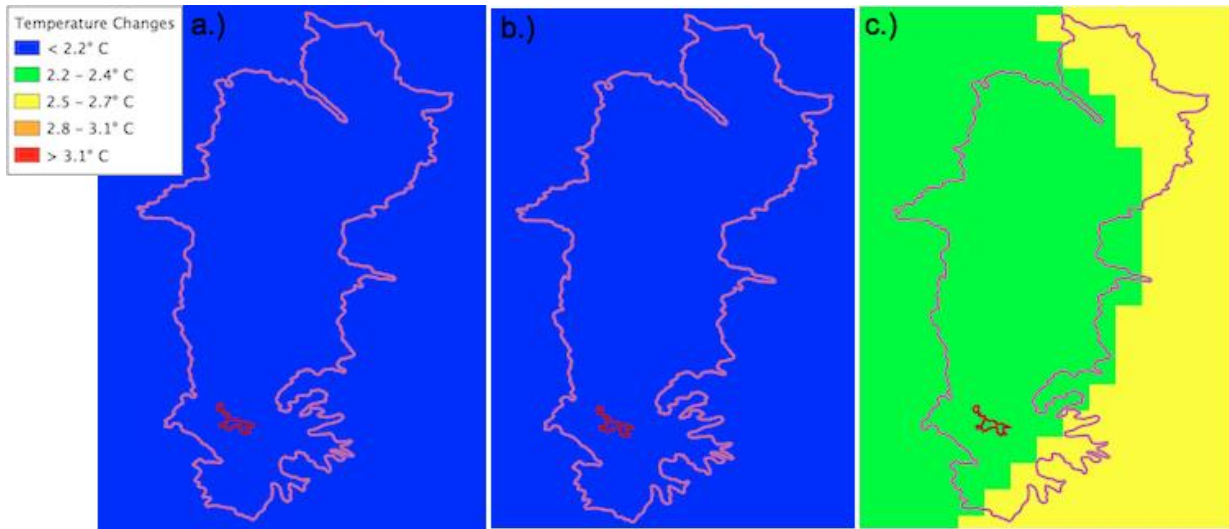 Temperature Changes
< 2.2° C
2.2 – 2.4° C
2.5 – 2.7° C
2.8 – 3.1° C
> 3.1° C
a.)
b.)
c.)